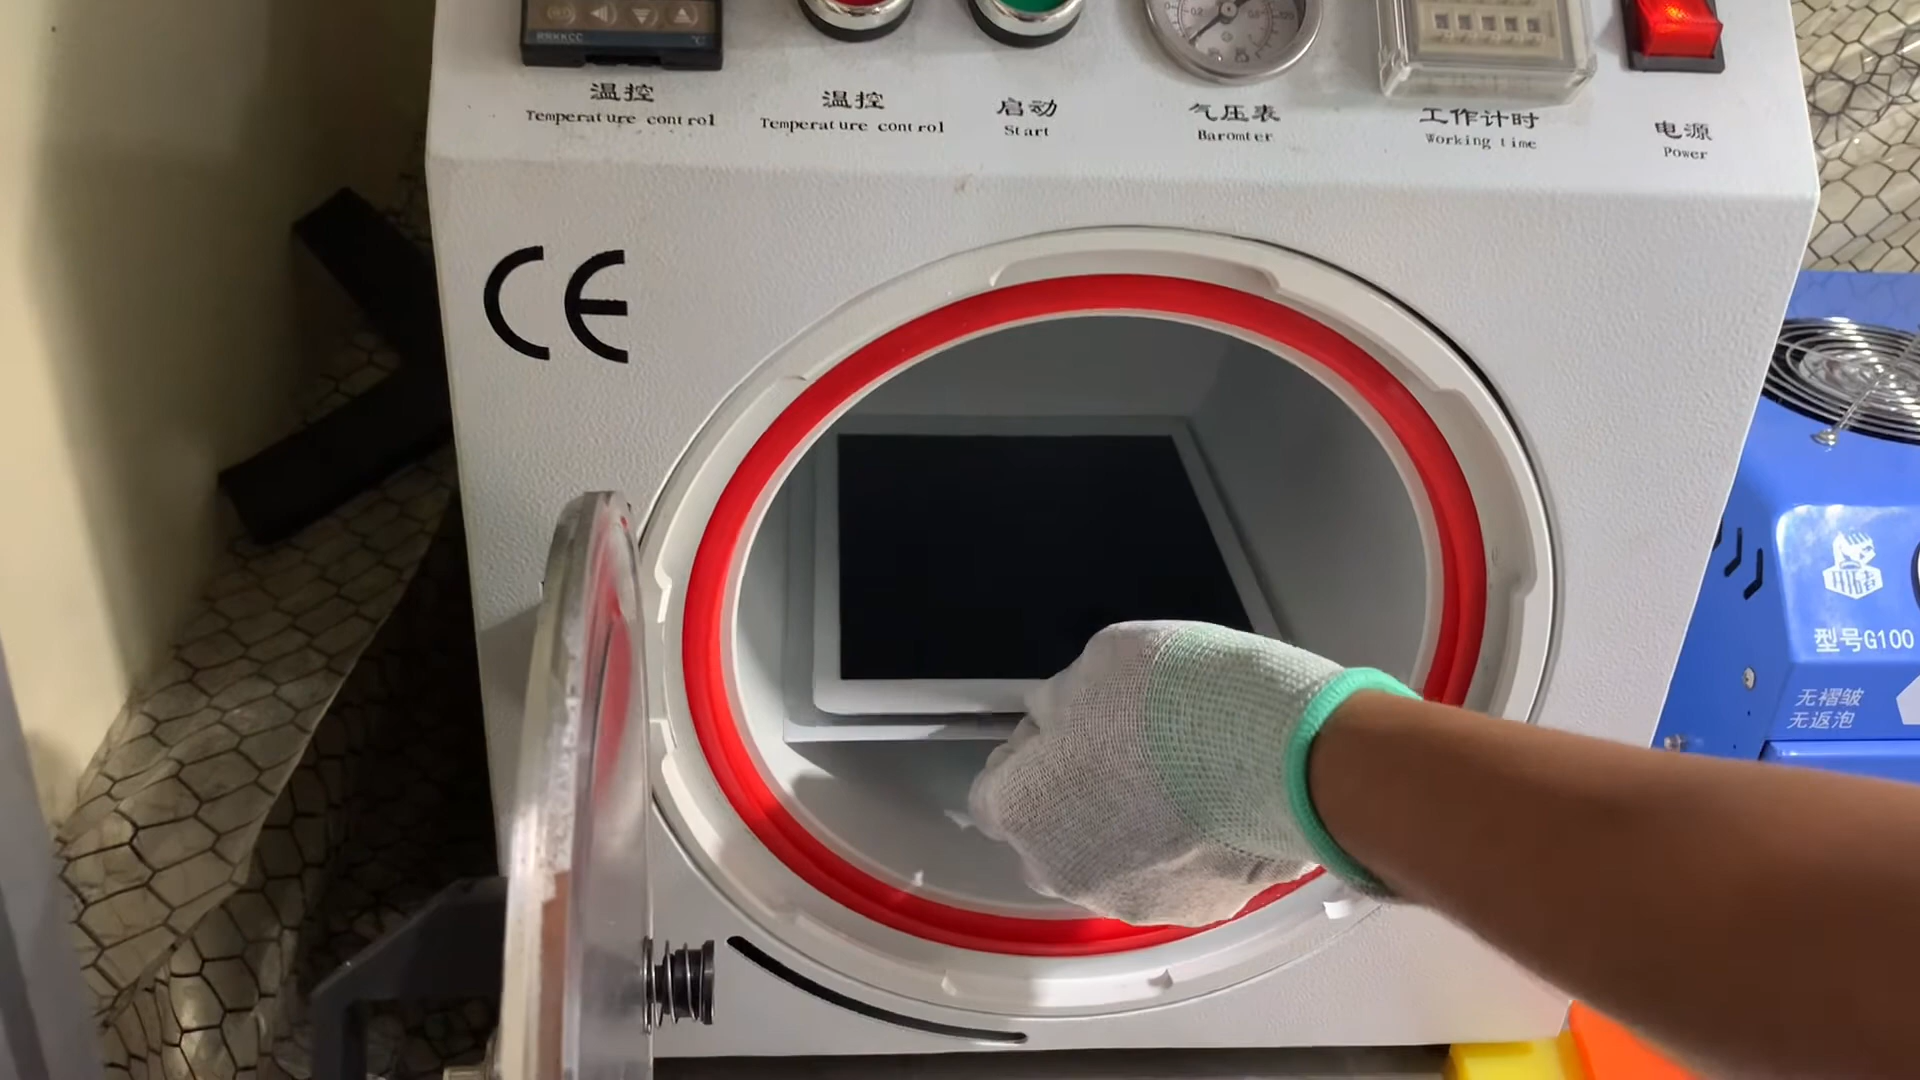 RRKKCC
℃
温控
Temperature control
温控
Temperature control
启动
Start
气压表
Baromter
工作计时
Working time
电源
Power
CE
型号G100
无褶皱
无返泡